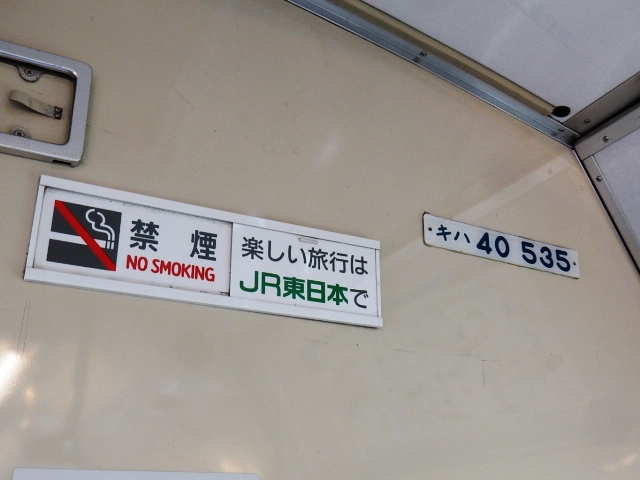 禁煙
NO SMOKING
楽しい旅行は
JR東日本で
・キハ 40 535・